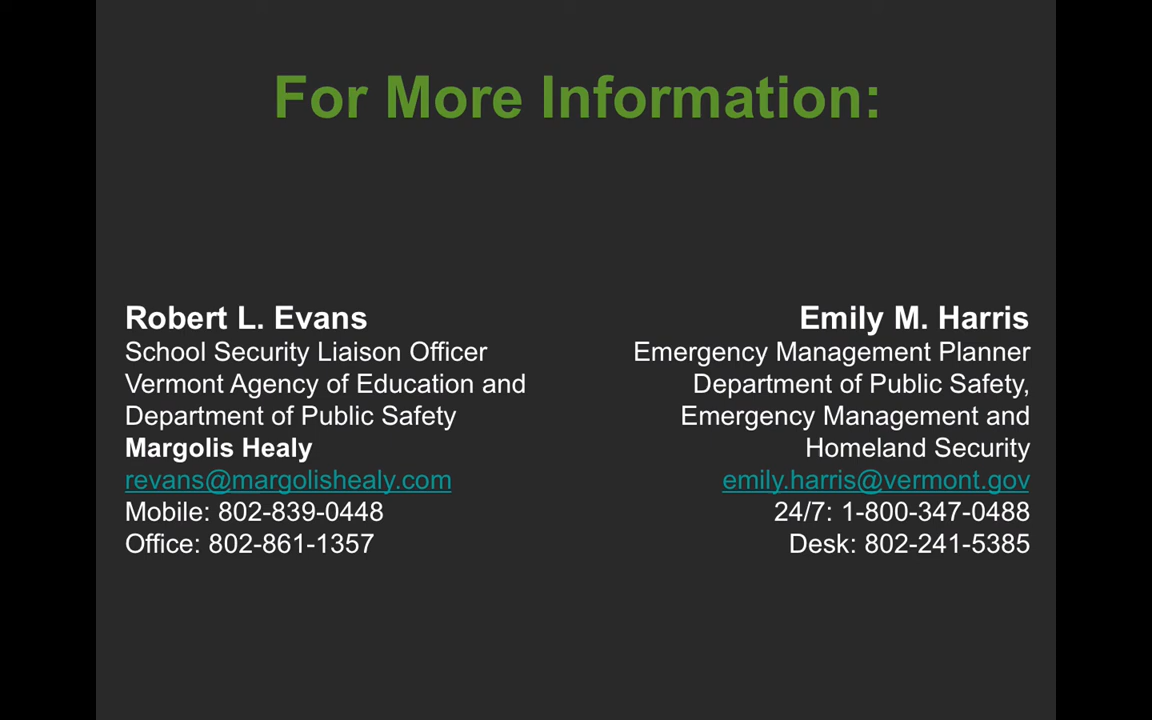 For More Information:
Robert L. Evans
School Security Liaison Officer
Vermont Agency of Education and
Department of Public Safety
Margolis Healy
revans@margolishealy.com
Mobile: 802-839-0448
Office: 802-861-1357
Emily M. Harris
Emergency Management Planner
Department of Public Safety,
Emergency Management and
Homeland Security
emily.harris@vermont.gov
24/7: 1-800-347-0488
Desk: 802-241-5385